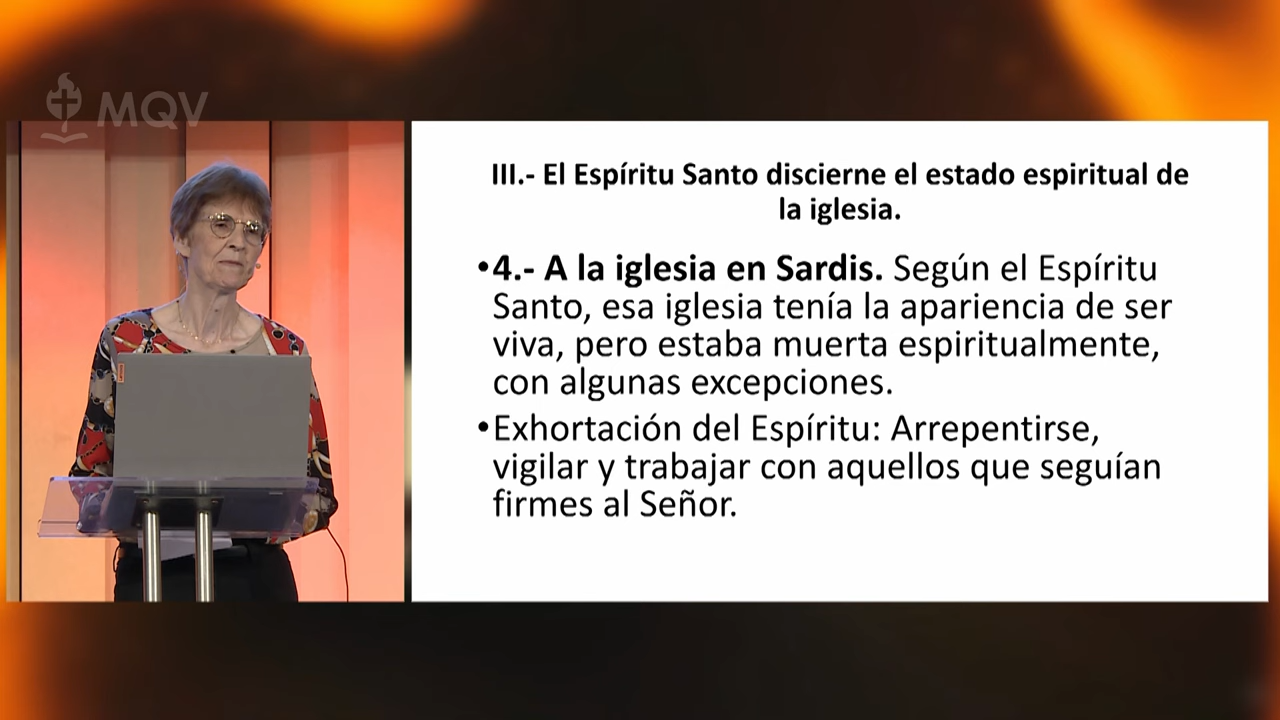 MQV
III.- El Espíritu Santo discierne el estado espiritual de
la iglesia.
•4.- A la iglesia en Sardis. Según el Espíritu
Santo, esa iglesia tenía la apariencia de ser
viva, pero estaba muerta espiritualmente,
con algunas excepciones.
•Exhortación del Espíritu: Arrepentirse,
vigilar y trabajar con aquellos que seguían
firmes al Señor.